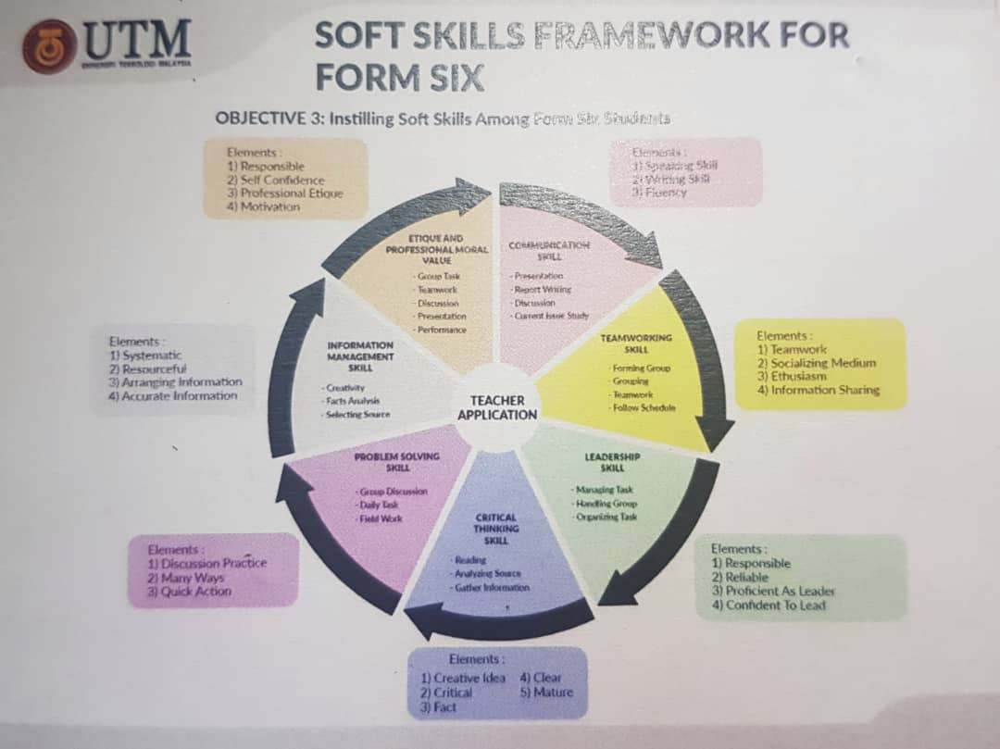 UTM
UNIVERSITI TEKNOLOGI MALAYSIA
SOFT SKILLS FRAMEWORK FOR
FORM SIX
OBJECTIVE 3: Instilling Soft Skills Among Form Six Students
Elements :
1) Responsible
2) Self Confidence
3) Professional Etique
4) Motivation
Elements :
1) Speaking Skill
2) Writing Skill
3) Fluency
ETIQUE AND
PROFESSIONAL MORAL
VALUE
- Group Task
- Teamwork
- Discussion
- Presentation
- Performance
COMMUNICATION
SKILL
- Presentation
- Report Writing
- Discussion
- Current Issue Study
TEAMWORKING
SKILL
- Forming Group
- Grouping
- Teamwork
- Follow Schedule
Elements :
1) Teamwork
2) Socializing Medium
3) Ethusiasm
4) Information Sharing
Elements :
1) Systematic
2) Resourceful
3) Arranging Information
4) Accurate Information
INFORMATION
MANAGEMENT
SKILL
- Creativity
- Facts Analysis
- Selecting Source
TEACHER
APPLICATION
PROBLEM SOLVING
SKILL
- Group Discussion
- Daily Task
- Field Work
LEADERSHIP
SKILL
- Managing Task
- Handling Group
- Organizing Task
CRITICAL
THINKING
SKILL
- Reading
- Analyzing Source
- Gather Information
Elements :
1) Discussion Practice
2) Many Ways
3) Quick Action
Elements :
1) Responsible
2) Reliable
3) Proficient As Leader
4) Confident To Lead
Elements :
1) Creative Idea 4) Clear
2) Critical 5) Mature
3) Fact